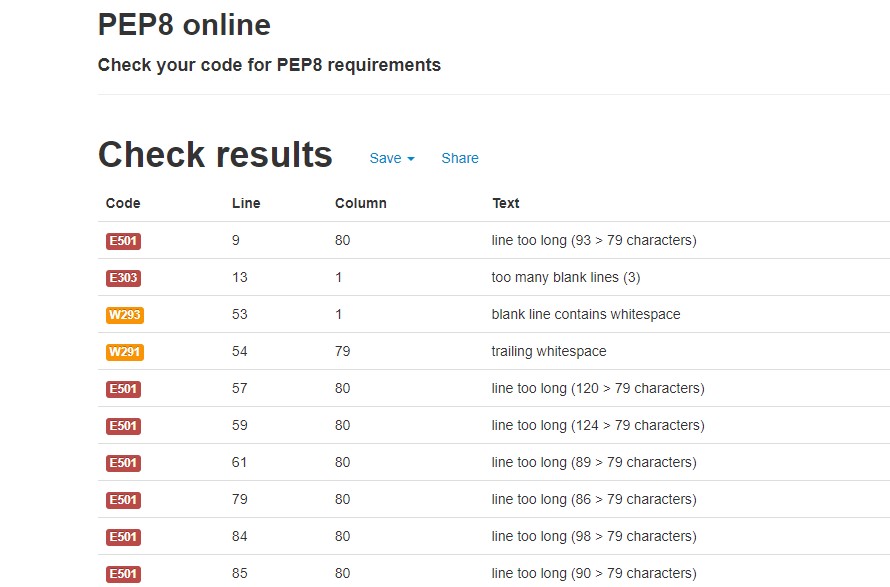 PEP8 online
Check your code for PEP8 requirements
Check results Save Share
Code Line Column Text
E501 9 80 line too long (93 > 79 characters)
E303 13 1 too many blank lines (3)
W293 53 1 blank line contains whitespace
W291 54 79 trailing whitespace
E501 57 80 line too long (120 > 79 characters)
E501 59 80 line too long (124 > 79 characters)
E501 61 80 line too long (89 > 79 characters)
E501 79 80 line too long (86 > 79 characters)
E501 84 80 line too long (98 > 79 characters)
E501 85 80 line too long (90 > 79 characters)